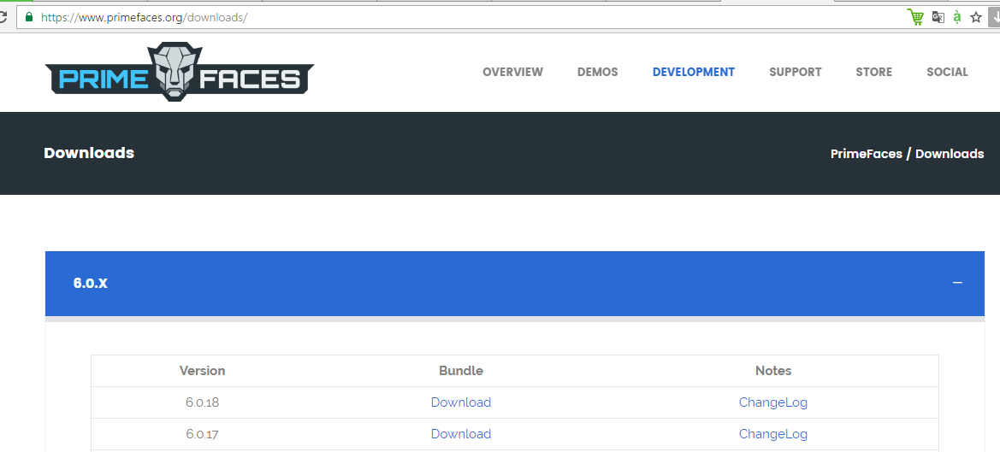 https://www.primefaces.org/downloads/
PRIME FACES
OVERVIEW DEMOS DEVELOPMENT SUPPORT STORE SOCIAL
Downloads
PrimeFaces / Downloads
6.0.X
Version Bundle Notes
6.0.18 Download ChangeLog
6.0.17 Download ChangeLog